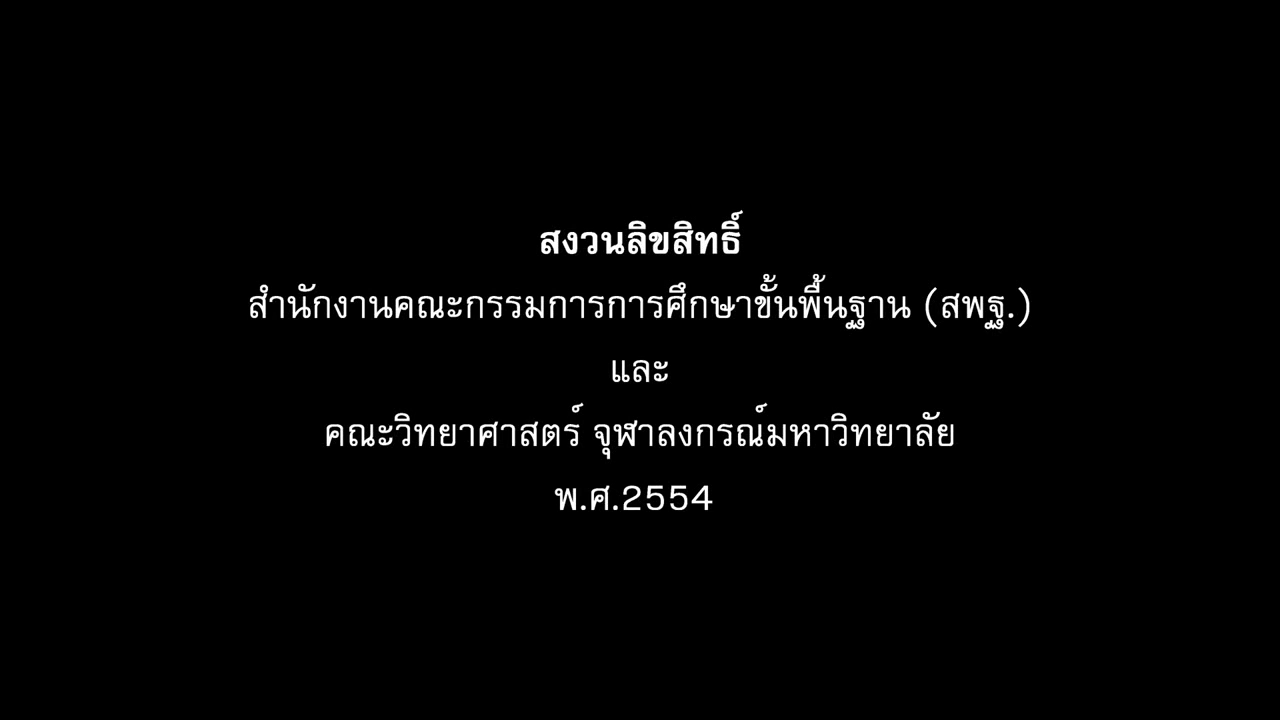 สงวนลิขสิทธิ์
สำนักงานคณะกรรมการการศึกษาขั้นพื้นฐาน (สพฐ.)
และ
คณะวิทยาศาสตร์ จุฬาลงกรณ์มหาวิทยาลัย
พ.ศ.2554